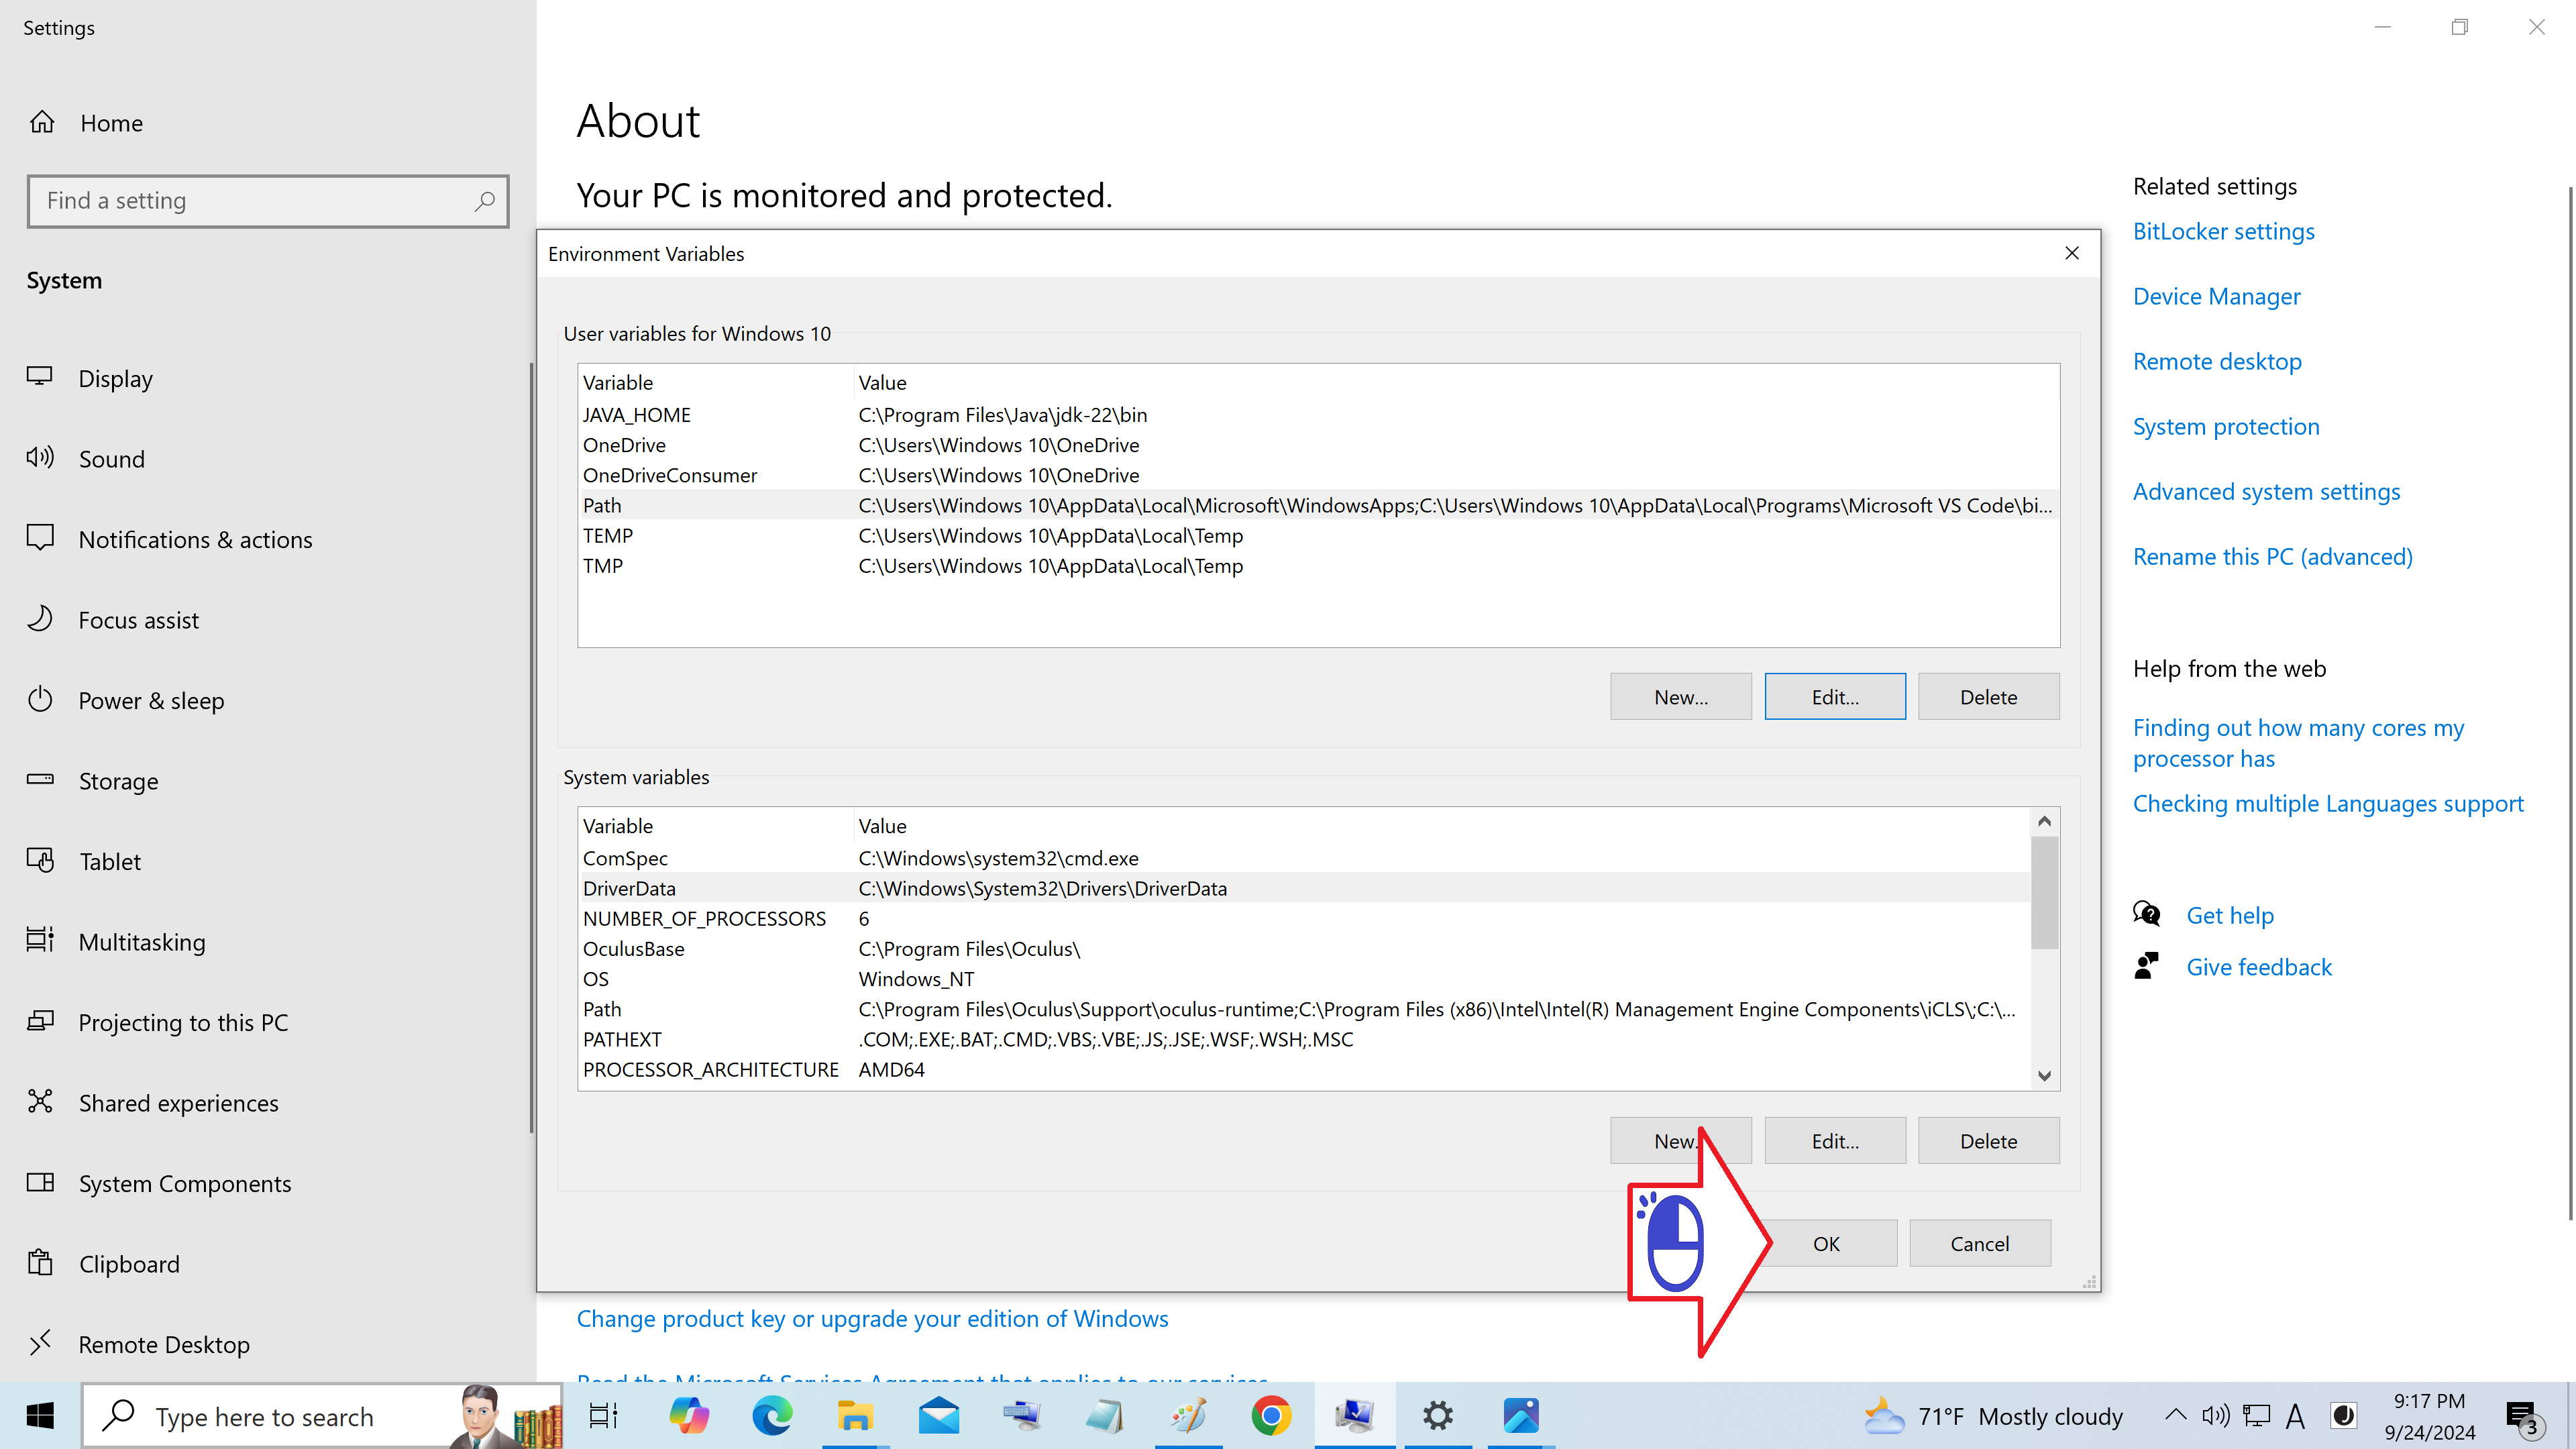 Settings
Home
Find a setting
System
Display
Sound
Notifications & actions
Focus assist
Power & sleep
Storage
Tablet
Multitasking
Projecting to this PC
Shared experiences
System Components
Clipboard
Remote Desktop
About
Your PC is monitored and protected.
Environment Variables
User variables for Windows 10
Variable Value
JAVA_HOME C:\Program Files\Java\jdk-22\bin
OneDrive C:\Users\Windows 10\OneDrive
OneDriveConsumer C:\Users\Windows 10\OneDrive
Path C:\Users\Windows 10\AppData\Local\Microsoft\WindowsApps;C:\Users\Windows 10\AppData\Local\Programs\Microsoft VS Code\bi...
TEMP C:\Users\Windows 10\AppData\Local\Temp
TMP C:\Users\Windows 10\AppData\Local\Temp
New... Edit... Delete
System variables
Variable Value
ComSpec C:\Windows\system32\cmd.exe
DriverData C:\Windows\System32\Drivers\DriverData
NUMBER_OF_PROCESSORS 6
OculusBase C:\Program Files\Oculus\
OS Windows_NT
Path C:\Program Files\Oculus\Support\oculus-runtime;C:\Program Files (x86)\Intel\Intel(R) Management Engine Components\iCLS\;C:\...
PATHEXT .COM;.EXE;.BAT;.CMD;.VBS;.VBE;.JS;.JSE;.WSF;.WSH;.MSC
PROCESSOR_ARCHITECTURE AMD64
New. Edit... Delete
OK Cancel
Change product key or upgrade your edition of Windows
Read the Microsoft Services Agreement that applies to our services
Related settings
BitLocker settings
Device Manager
Remote desktop
System protection
Advanced system settings
Rename this PC (advanced)
Help from the web
Finding out how many cores my
processor has
Checking multiple Languages support
Get help
Give feedback
Type here to search
71°F Mostly cloudy
A
9:17 PM
9/24/2024
3